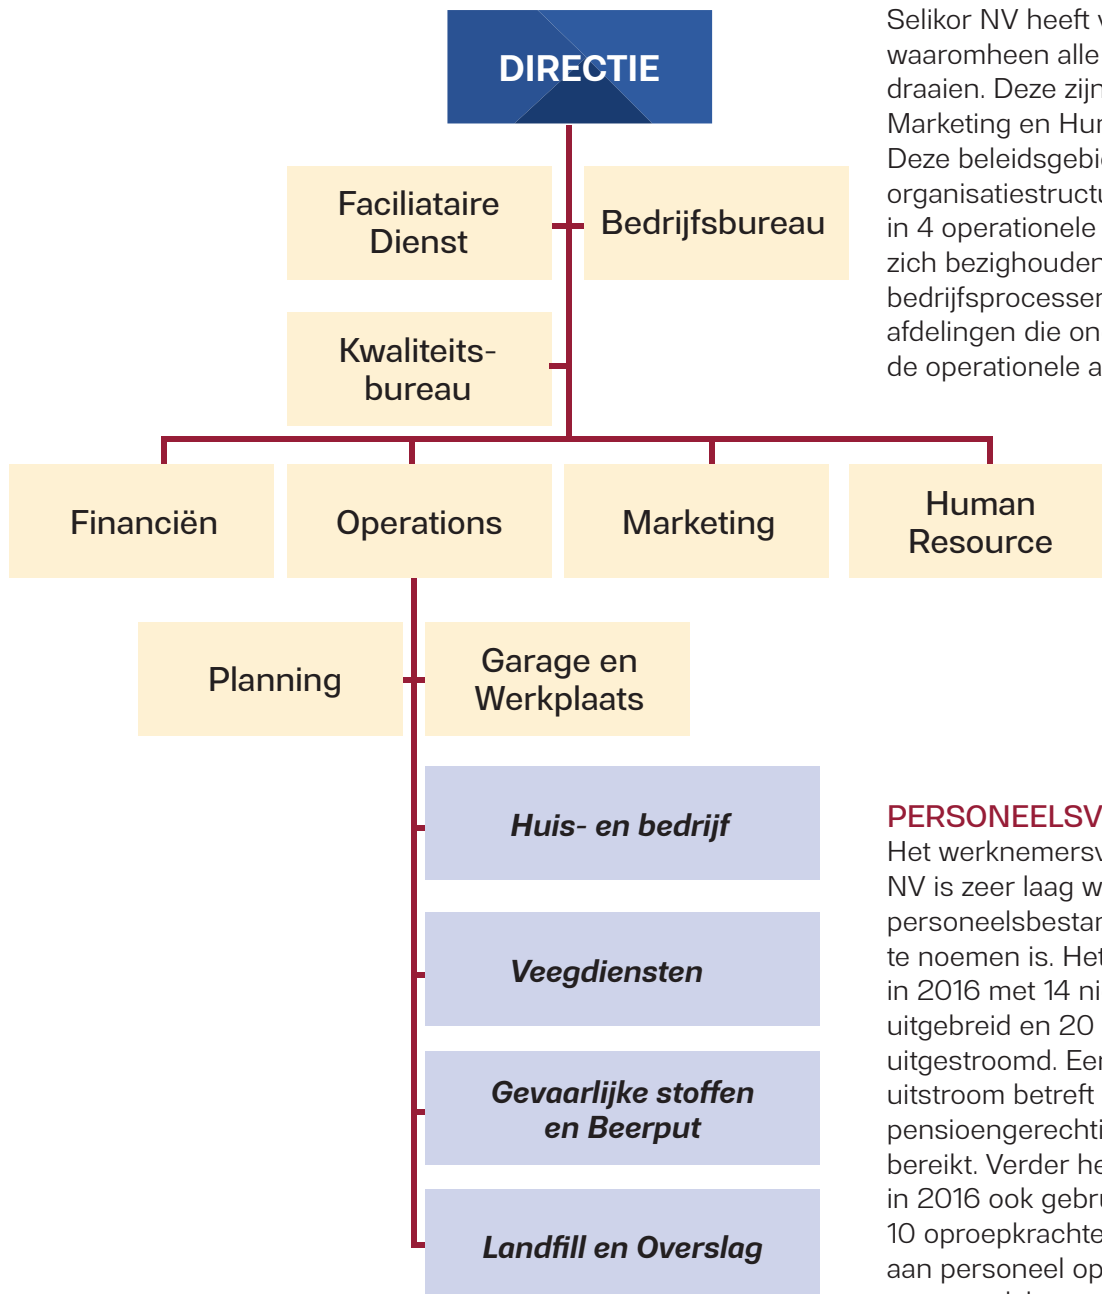 DIRECTIE
Faciliataire
Dienst
Bedrijfsbureau
Kwaliteits-
bureau
Financiën
Operations
Marketing
Human
Resource
Planning
Garage en
Werkplaats
Huis- en bedrijf
Veegdiensten
Gevaarlijke stoffen
en Beerput
Landfill en Overslag
Selikor NV heeft
waaromheen alle
draaien. Deze zijn
Marketing en Hu
Deze beleidsgebi
organisatiestructu
in 4 operationele
zich bezighouden
bedrijfsprocessen
afdelingen die on
de operationele a
PERSONEELSV
Het werknemersv
NV is zeer laag w
personeelsbestan
te noemen is. Het
in 2016 met 14 ni
uitgebreid en 20
uitgestroomd. Een
uitstroom betreft
pensioengerechti
bereikt. Verder he
in 2016 ook gebru
10 oproepkrachte
aan personeel op